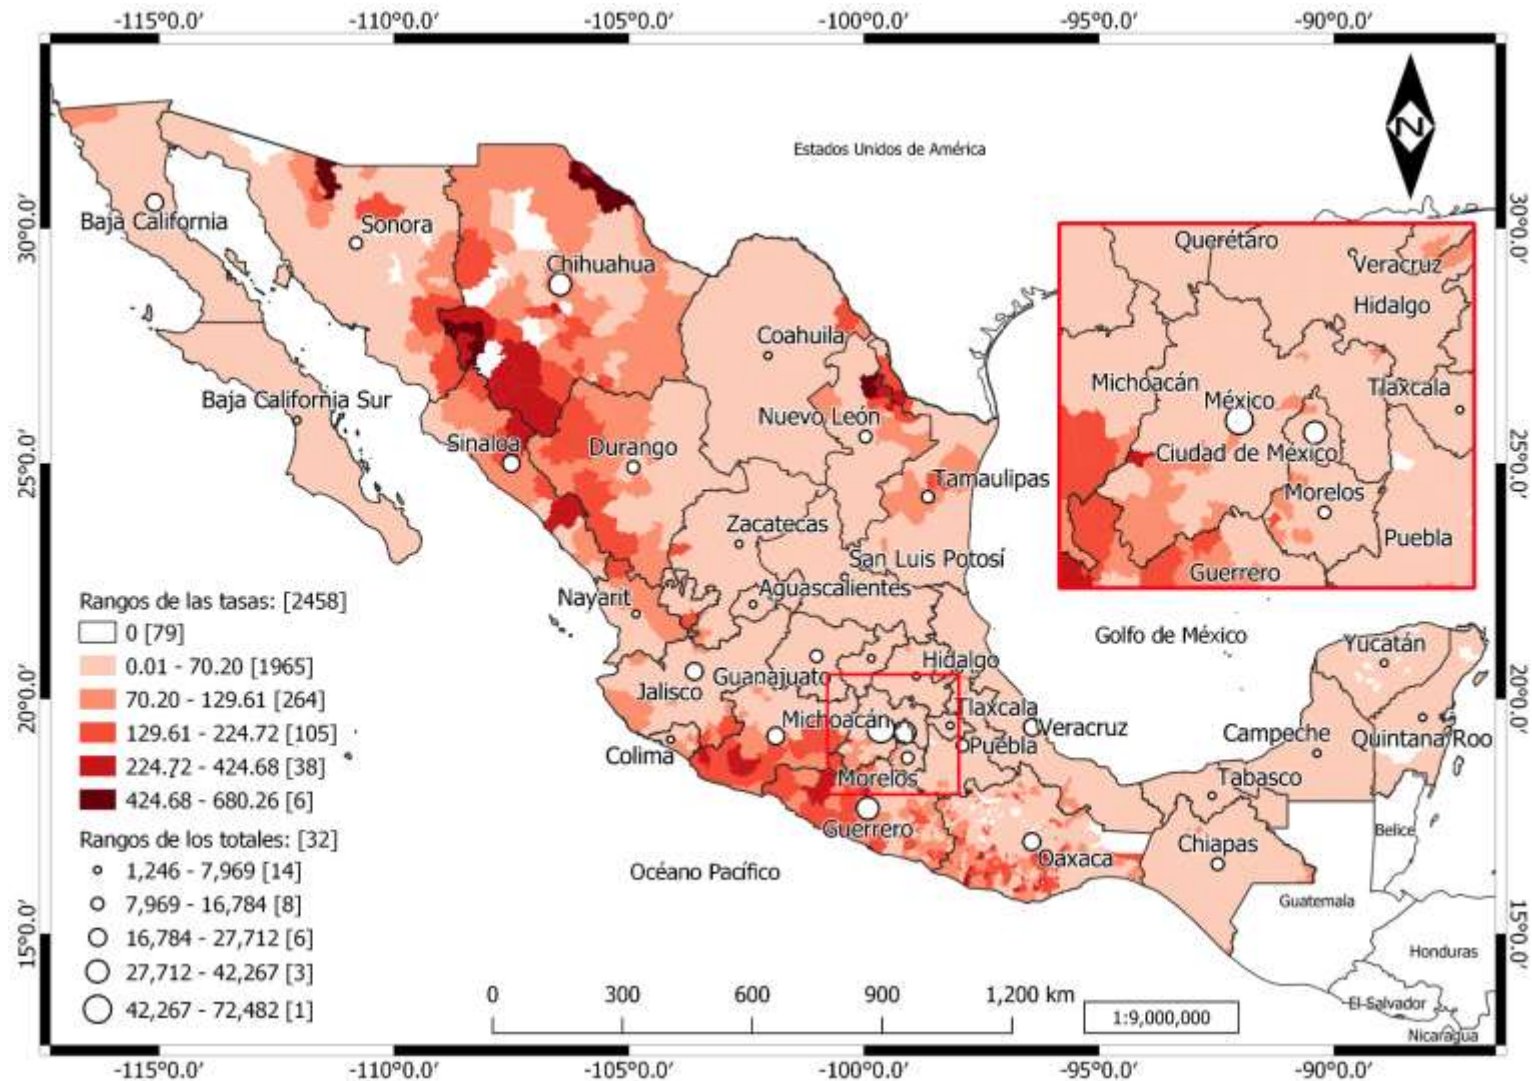 -115°0.0′ -110°0.0′ -105°0.0′ -100°0.0′ -95°0.0′ -90°0.0′
N
Estados Unidos de América
30°0.0′
30°0.0′
Baja California
Sonora
Chihuahua
Querétaro
Veracruz
Hidalgo
Michoacán
México
Tlaxcala
Ciudad de México
Morelos
Puebla
Guerrero
Coahuila
Baja California Sur
Nuevo León
Sinaloa
Durango
25°0.0′
25°0.0′
Tamaulipas
Zacatecas
San Luis Potosí
Aguascalientes
Nayarit
Golfo de México
Yucatán
Hidalgo
Guanajuato
Jalisco
20°0.0′
20°0.0′
Michoacán
Tlaxcala
Veracruz
Campeche
Quintana Roo
Colima
Puebla
Morelos
Tabasco
Guerrero
Belice
Oaxaca
Chiapas
Océano Pacífico
Guatemala
15°0.0′
15°0.0′
Honduras
El Salvador
Nicaragua
Rangos de las tasas: [2458]
0 [79]
0.01 - 70.20 [1965]
70.20 - 129.61 [264]
129.61 - 224.72 [105]
224.72 - 424.68 [38]
424.68 - 680.26 [6]
Rangos de los totales: [32]
1,246 - 7,969 [14]
7,969 - 16,784 [8]
16,784 - 27,712 [6]
27,712 - 42,267 [3]
42,267 - 72,482 [1]
0 300 600 900 1,200 km
1:9,000,000
-115°0.0′ -110°0.0′ -105°0.0′ -100°0.0′ -95°0.0′ -90°0.0′